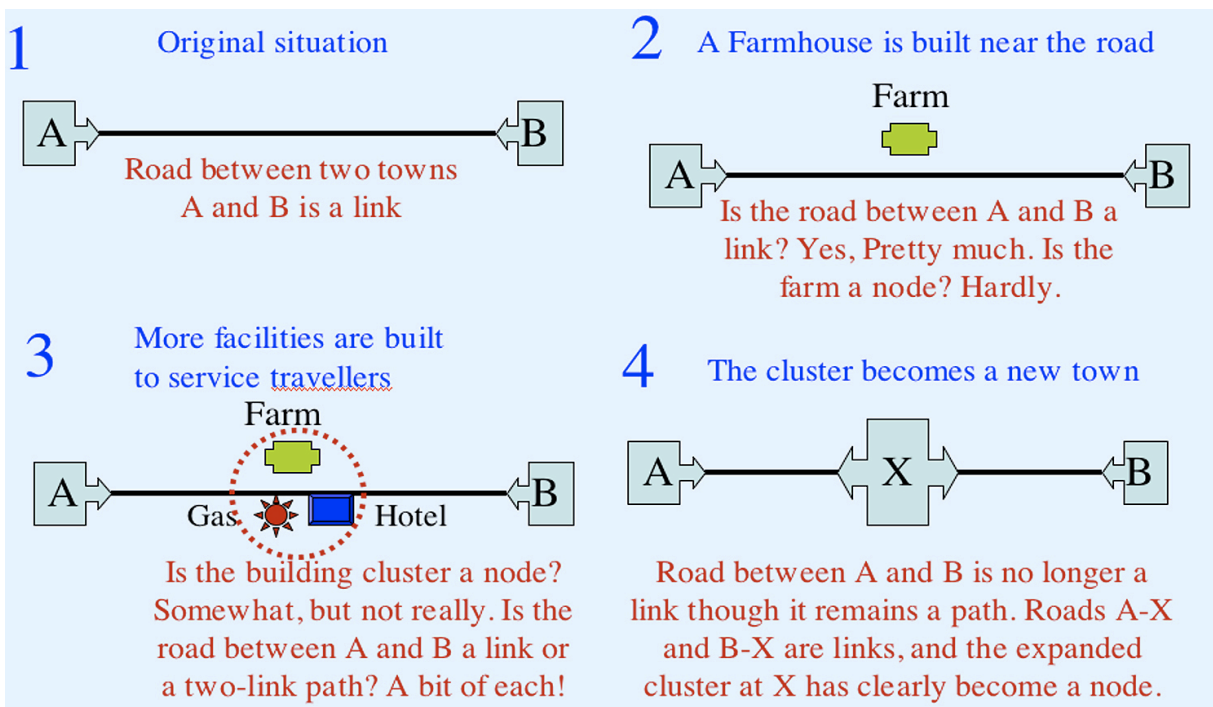 1
Original situation
A
B
Road between two towns
A and B is a link
2
A Farmhouse is built near the road
Farm
A
B
Is the road between A and B a
link? Yes, Pretty much. Is the
farm a node? Hardly.
3
More facilities are built
to service travellers
Farm
A
B
Gas
Hotel
Is the building cluster a node?
Somewhat, but not really. Is the
road between A and B a link or
a two-link path? A bit of each!
4
The cluster becomes a new town
A
X
B
Road between A and B is no longer a
link though it remains a path. Roads A-X
and B-X are links, and the expanded
cluster at X has clearly become a node.